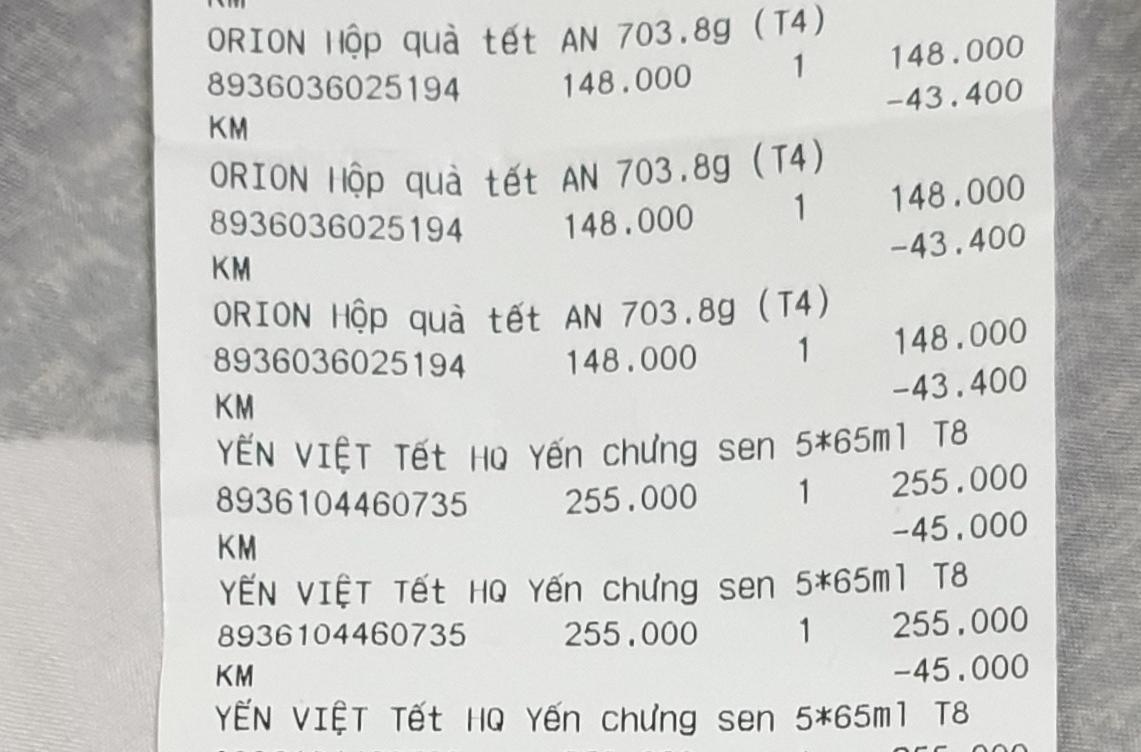 KM
ORION Hộp quà tết AN 703.8g (T4)
8936036025194 148.000 1 148.000
KM -43.400
ORION Hộp quà tết AN 703.8g (T4)
8936036025194 148.000 1 148.000
KM -43.400
ORION Hộp quà tết AN 703.8g (T4)
8936036025194 148.000 1 148.000
KM -43.400
YẾN VIỆT Tết HQ Yến chưng sen 5*65ml T8
8936104460735 255.000 1 255.000
KM -45.000
YẾN VIỆT Tết HQ Yến chưng sen 5*65ml T8
8936104460735 255.000 1 255.000
KM -45.000
YẾN VIỆT Tết HQ Yến chưng sen 5*65ml T8